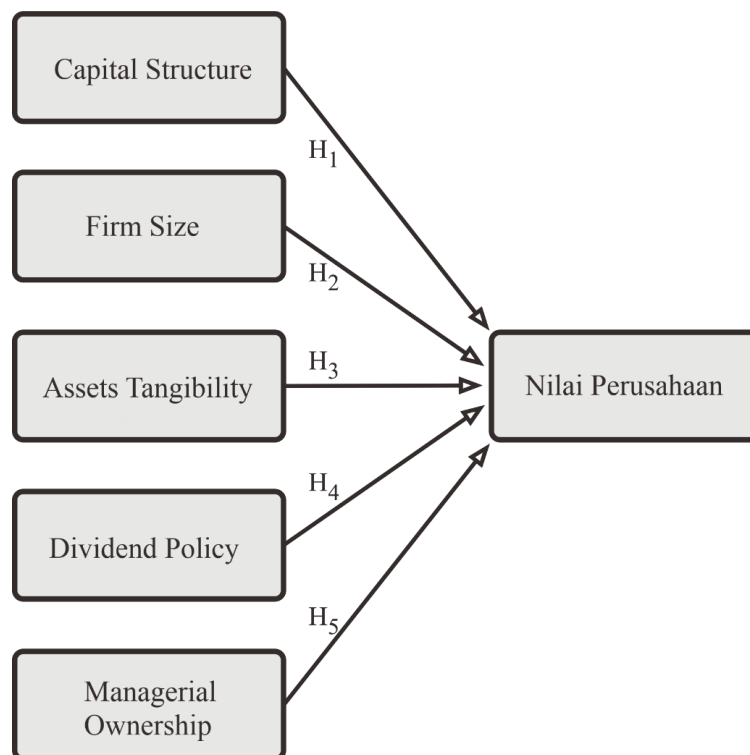 Capital Structure
H1
Firm Size
H2
Assets Tangibility
H3
Nilai Perusahaan
H4
Dividend Policy
H5
Managerial
Ownership